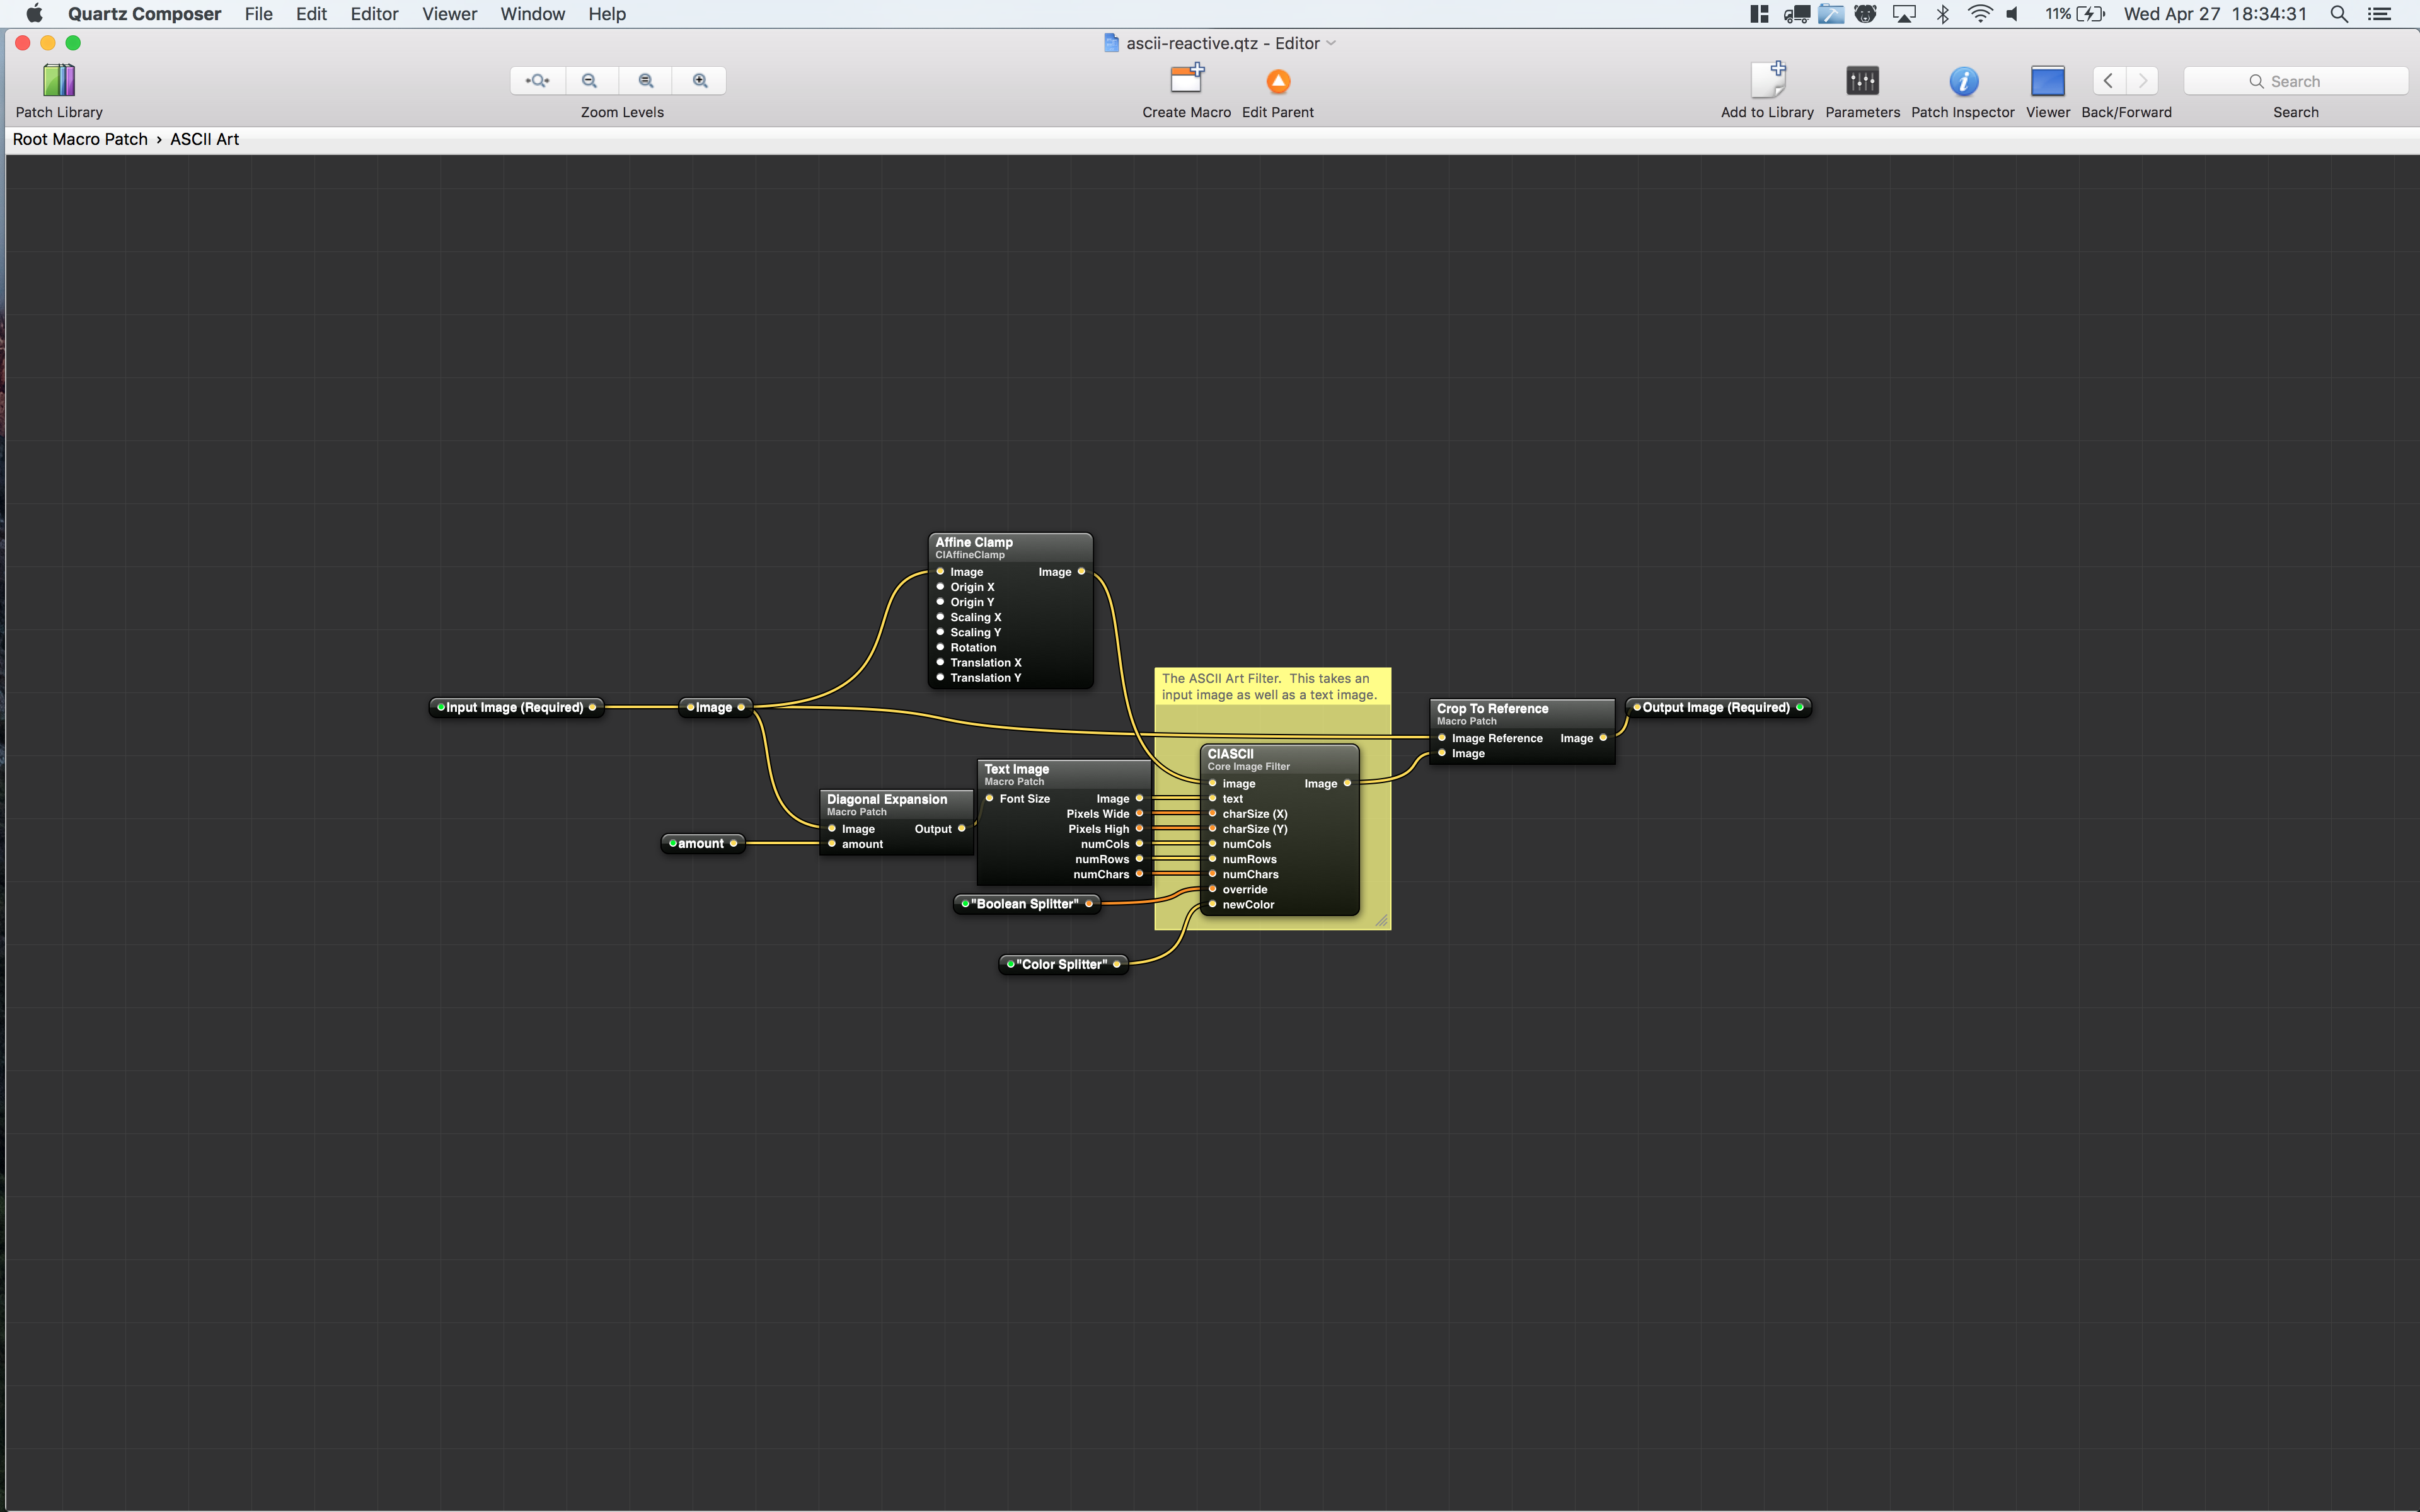 Quartz Composer File Edit Editor Viewer Window Help 11% Wed Apr 27 18:34:31
ascii-reactive.qtz - Editor
Search
Patch Library Zoom Levels Create Macro Edit Parent Add to Library Parameters Patch Inspector Viewer Back/Forward Search
Root Macro Patch › ASCII Art
Affine Clamp
CIAffineClamp
Image Image
Origin X
Origin Y
Scaling X
Scaling Y
Rotation
Translation X
Translation Y
The ASCII Art Filter. This takes an
input image as well as a text image.
Input Image (Required)
Image
Crop To Reference
Macro Patch
Image Reference Image
Image
Output Image (Required)
CIASCII
Core Image Filter
image Image
text
charSize (X)
charSize (Y)
numCols
numRows
numChars
override
newColor
Text Image
Macro Patch
Font Size Image
Pixels Wide
Pixels High
numCols
numRows
numChars
Diagonal Expansion
Macro Patch
Image Output
amount
amount
"Boolean Splitter"
"Color Splitter"